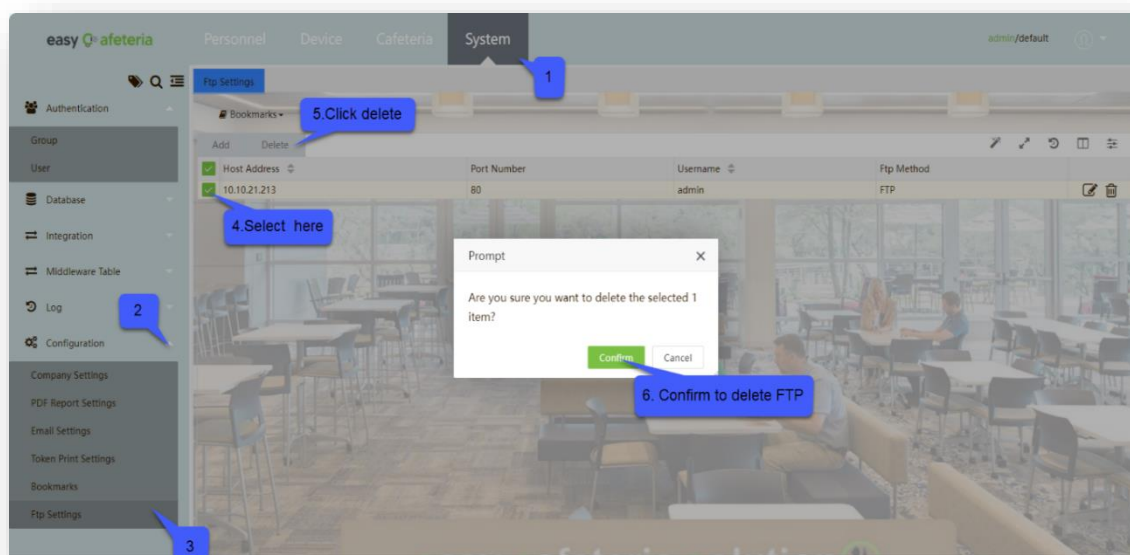 easy Cafeteria
Personnel Device Cafeteria System
admin/default
1
Ftp Settings
Authentication
Bookmarks
5.Click delete
Group
Add Delete
User
Host Address Port Number Username Ftp Method
10.10.21.213 80 admin FTP
Database
4.Select here
Integration
Prompt
Middleware Table
Are you sure you want to delete the selected 1
item?
Log
2
Configuration
Confirm Cancel
Company Settings
6. Confirm to delete FTP
PDF Report Settings
Email Settings
Token Print Settings
Bookmarks
Ftp Settings
3